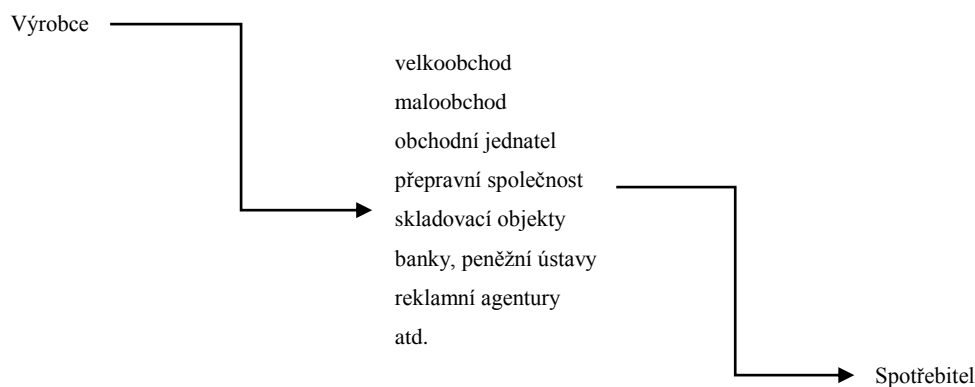 Výrobce
velkoobchod
maloobchod
obchodní jednatel
přepravní společnost
skladovací objekty
banky, peněžní ústavy
reklamní agentury
atd.
Spotřebitel